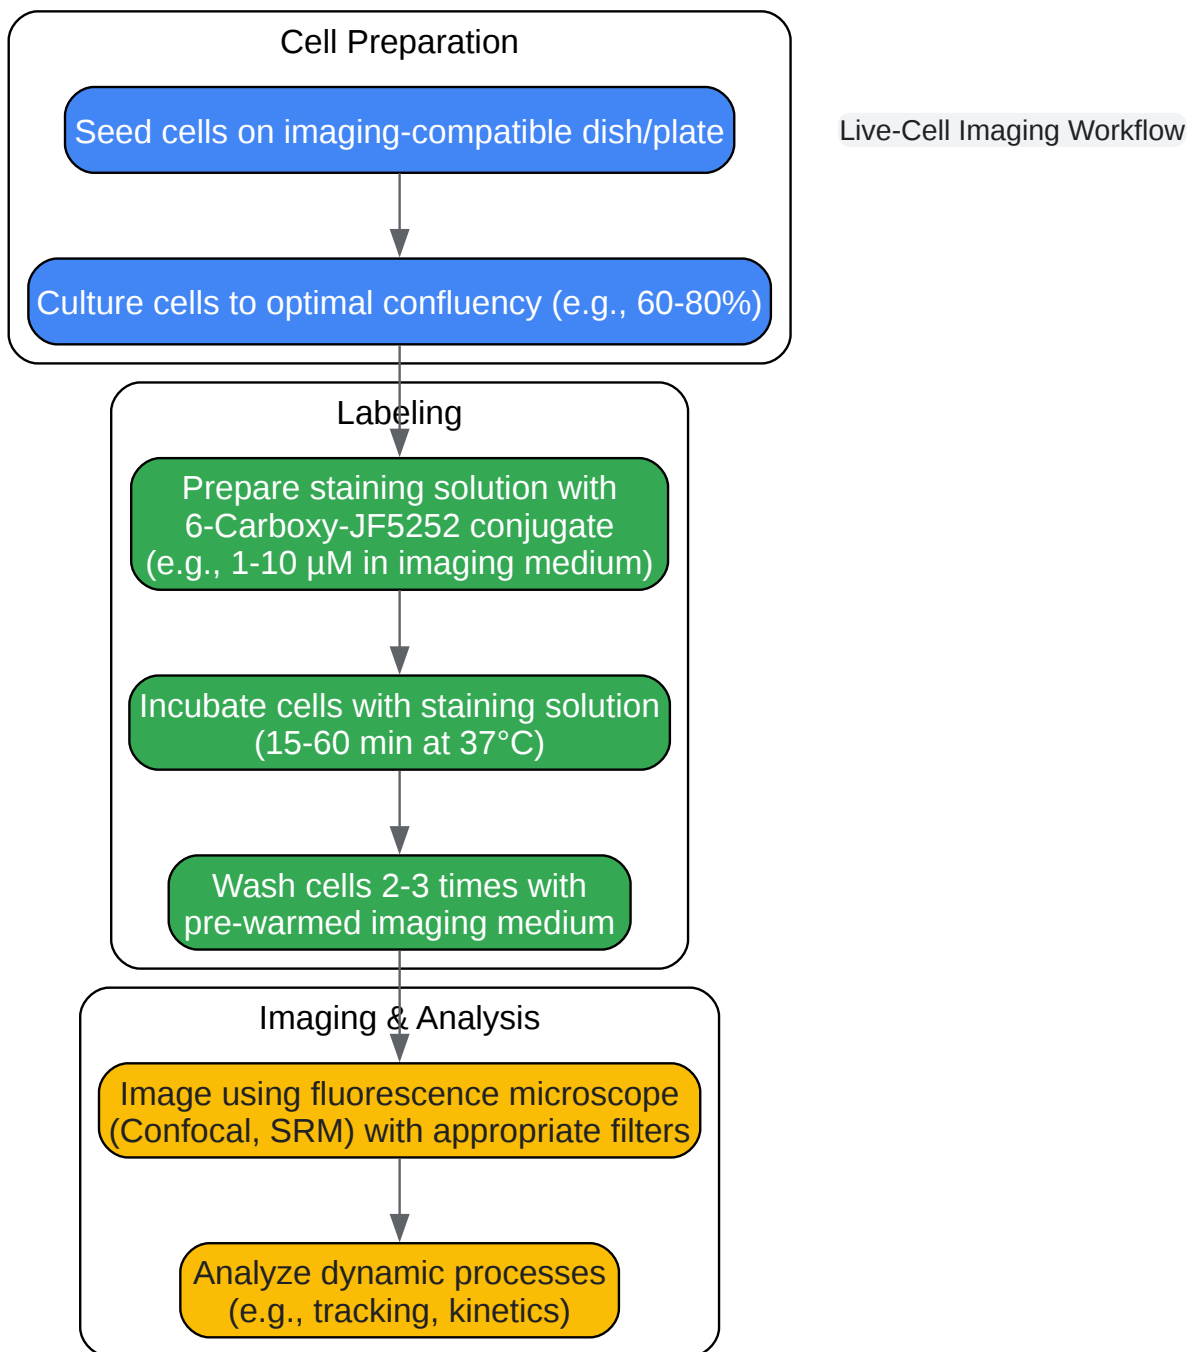 Cell Preparation
Seed cells on imaging-compatible dish/plate
Live-Cell Imaging Workflow
Culture cells to optimal confluency (e.g., 60-80%)
Labeling
Prepare staining solution with
6-Carboxy-JF5252 conjugate
(e.g., 1-10 µM in imaging medium)
Incubate cells with staining solution
(15-60 min at 37°C)
Wash cells 2-3 times with
pre-warmed imaging medium
Imaging & Analysis
Image using fluorescence microscope
(Confocal, SRM) with appropriate filters
Analyze dynamic processes
(e.g., tracking, kinetics)